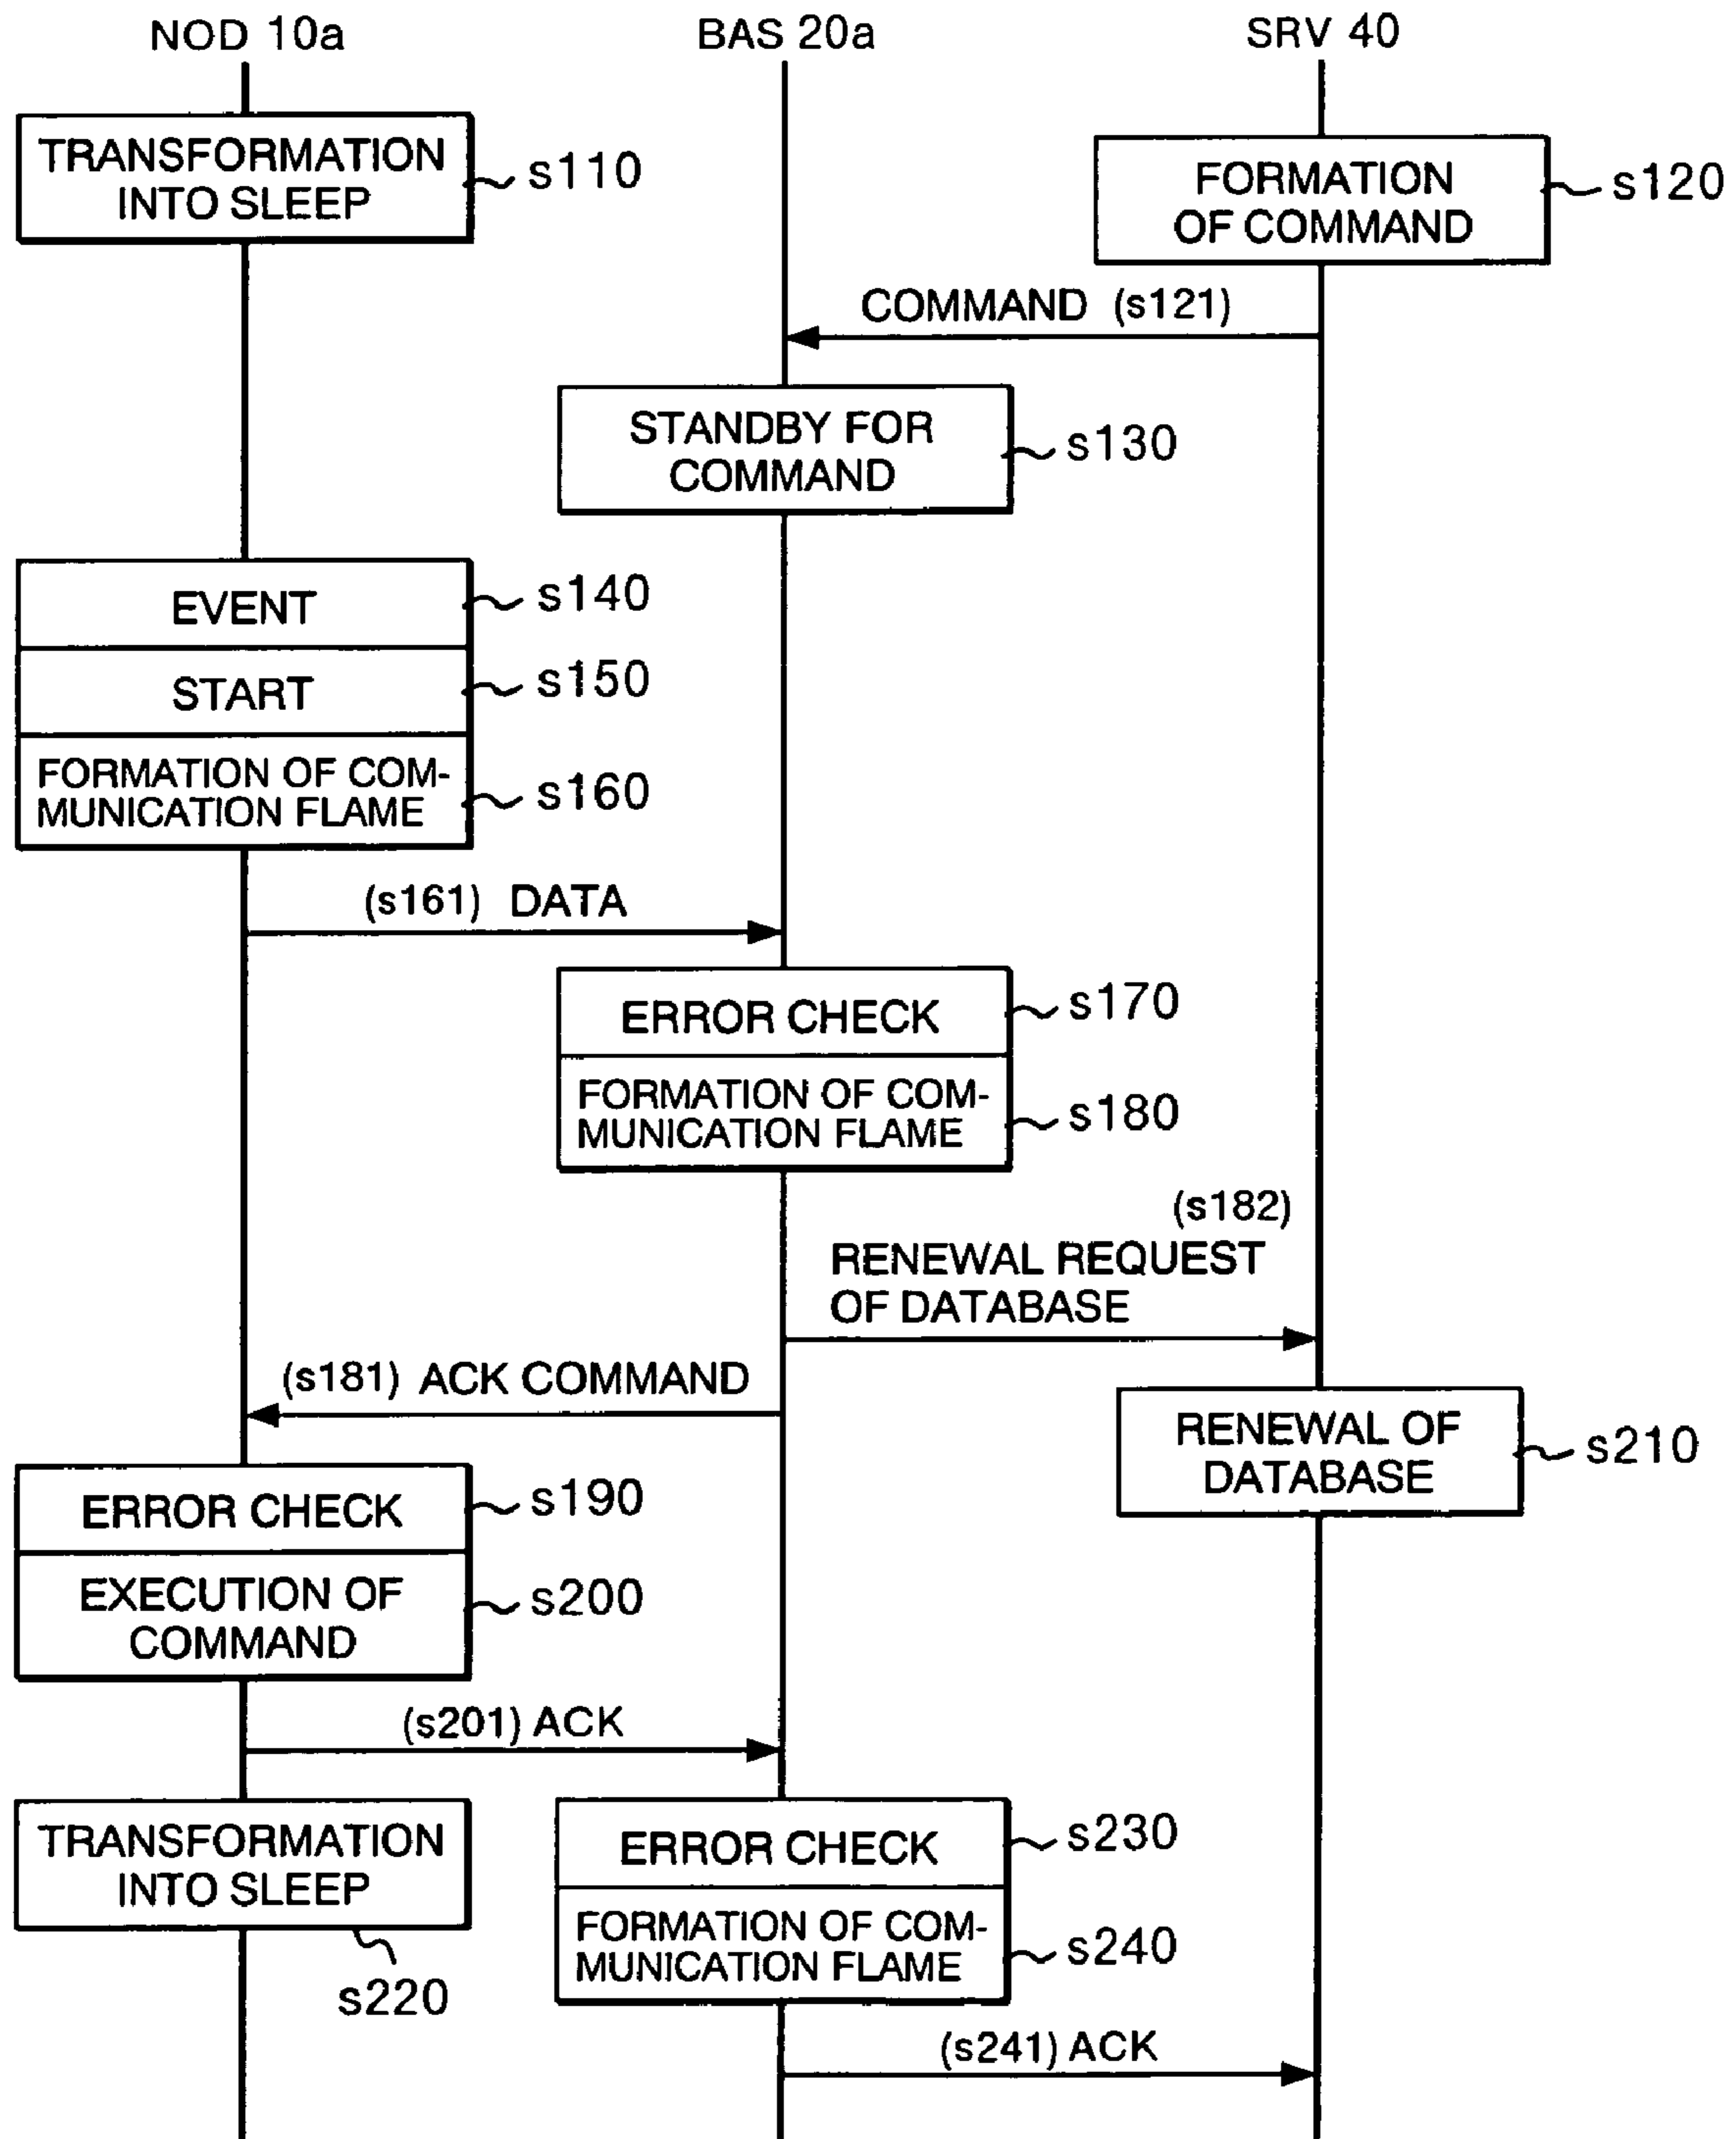 NOD 10a
BAS 20a
SRV 40
TRANSFORMATION
INTO SLEEP
s110
FORMATION
OF COMMAND
s120
COMMAND (s121)
STANDBY FOR
COMMAND
s130
EVENT
s140
START
s150
FORMATION OF COM-
MUNICATION FLAME
s160
(s161) DATA
ERROR CHECK
s170
FORMATION OF COM-
MUNICATION FLAME
s180
(s182)
RENEWAL REQUEST
OF DATABASE
(s181) ACK COMMAND
RENEWAL OF
DATABASE
s210
ERROR CHECK
s190
EXECUTION OF
COMMAND
s200
(s201) ACK
TRANSFORMATION
INTO SLEEP
s220
ERROR CHECK
s230
FORMATION OF COM-
MUNICATION FLAME
s240
(s241) ACK